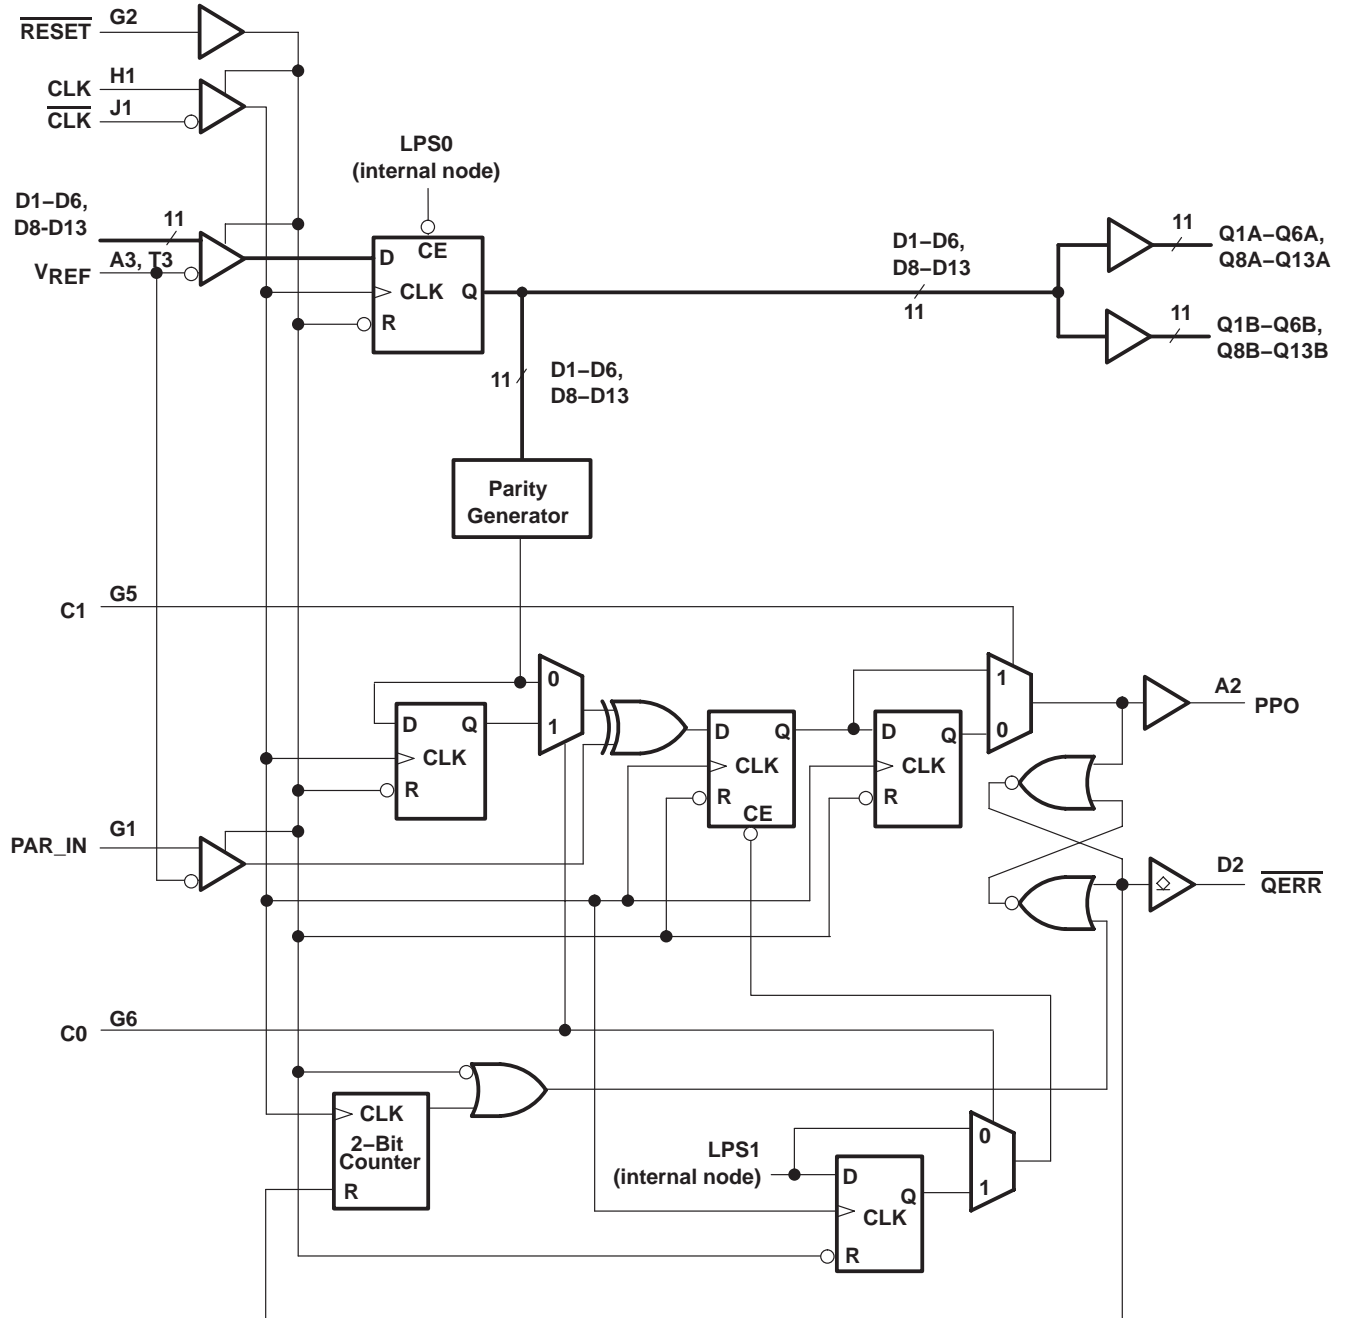 RESET G2
CLK H1
CLK J1
LPS0
(internal node)
D1–D6,
D8-D13
11
VREF A3, T3
CE
D
CLK Q
R
D1–D6,
D8–D13
11
11
Q1A–Q6A,
Q8A–Q13A
11
Q1B–Q6B,
Q8B–Q13B
11
D1–D6,
D8–D13
Parity
Generator
C1 G5
0
1
D Q
CLK
R
D Q
CLK
R
CE
D Q
CLK
R
1
0
A2
PPO
PAR_IN G1
D2 QERR
C0 G6
CLK
2–Bit
Counter
R
LPS1
(internal node)
D
Q
CLK
R
0
1